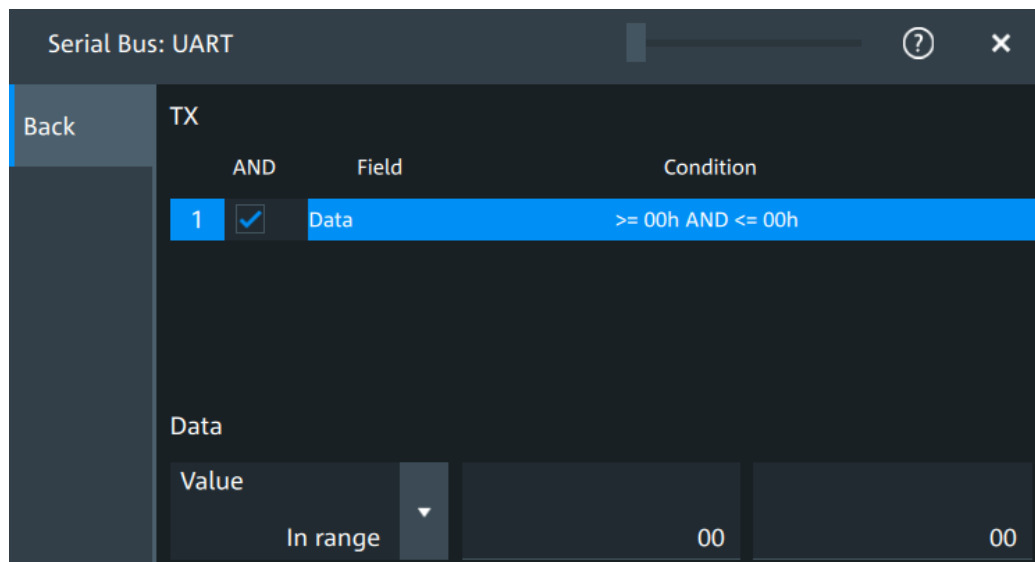 Serial Bus: UART
Back
TX
AND Field Condition
1 Data >= 00h AND <= 00h
Data
Value
In range 00 00